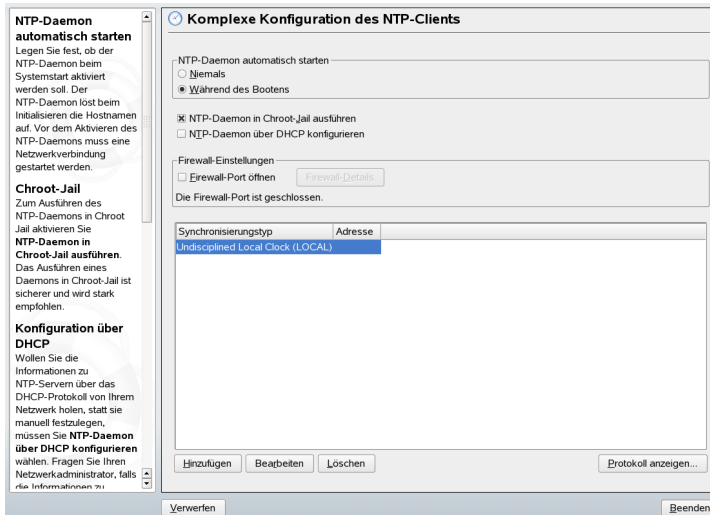 NTP-Daemon
automatisch starten
Legen Sie fest, ob der
NTP-Daemon beim
Systemstart aktiviert
werden soll. Der
NTP-Daemon löst beim
Initialisieren die Hostnamen
auf. Vor dem Aktivieren des
NTP-Daemons muss eine
Netzwerkverbindung
gestartet werden.
Chroot-Jail
Zum Ausführen des
NTP-Daemons in Chroot
Jail aktivieren Sie
NTP-Daemon in
Chroot-Jail ausführen.
Das Ausführen eines
Daemons in Chroot-Jail ist
sicherer und wird stark
empfohlen.
Konfiguration über
DHCP
Wollen Sie die
Informationen zu
NTP-Servern über das
DHCP-Protokoll von Ihrem
Netzwerk holen, statt sie
manuell festzulegen,
müssen Sie NTP-Daemon
über DHCP konfigurieren
wählen. Fragen Sie Ihren
Netzwerkadministrator, falls
die Informationen zu
Komplexe Konfiguration des NTP-Clients
NTP-Daemon automatisch starten
Niemals
Während des Bootens
NTP-Daemon in Chroot-Jail ausführen
NTP-Daemon über DHCP konfigurieren
Firewall-Einstellungen
Firewall-Port öffnen Firewall-Details...
Die Firewall-Port ist geschlossen.
Synchronisierungstyp Adresse
Undisciplined Local Clock (LOCAL)
Hinzufügen Bearbeiten Löschen Protokoll anzeigen...
Verwerfen Beenden